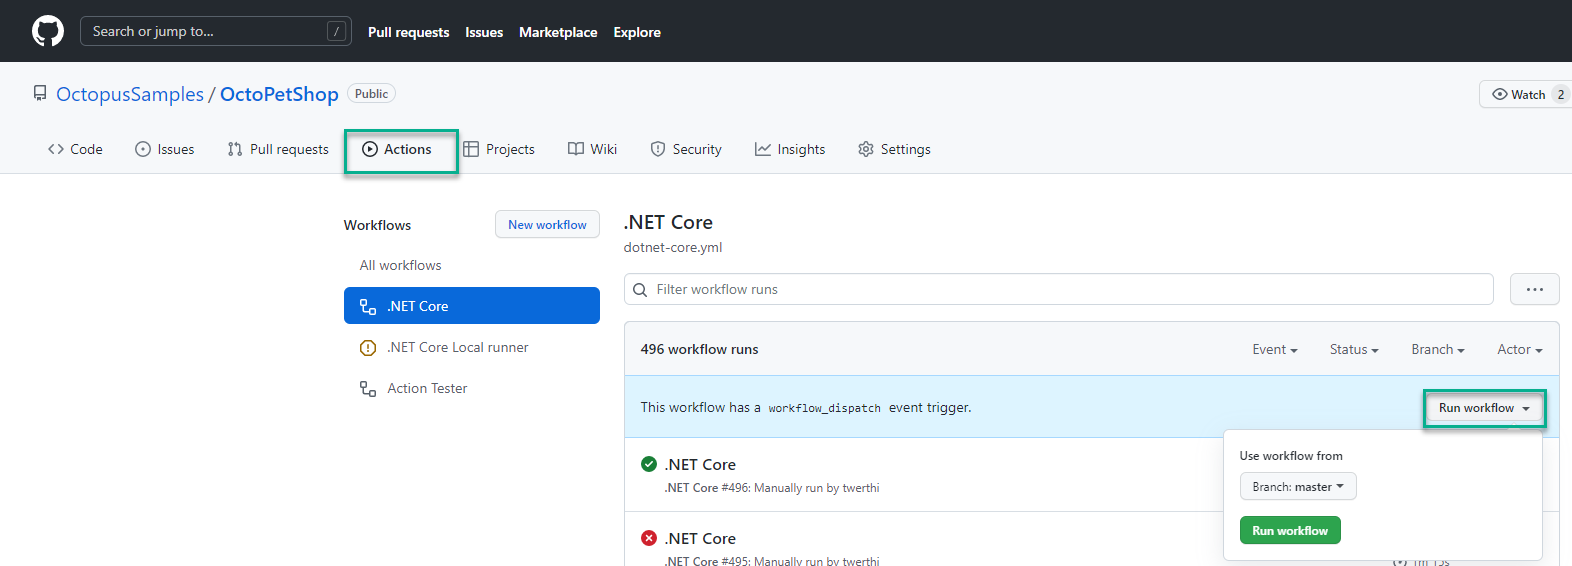 Search or jump to... / Pull requests Issues Marketplace Explore
OctopusSamples / OctoPetShop Public Watch 2
Code Issues Pull requests Actions Projects Wiki Security Insights Settings
Workflows New workflow
All workflows
.NET Core
.NET Core Local runner
Action Tester
.NET Core
dotnet-core.yml
Filter workflow runs ...
496 workflow runs Event Status Branch Actor
This workflow has a workflow_dispatch event trigger. Run workflow
Use workflow from
Branch: master
Run workflow
.NET Core
.NET Core #496: Manually run by twerthi
.NET Core
.NET Core #495: Manually run by twerthi 1m 15s